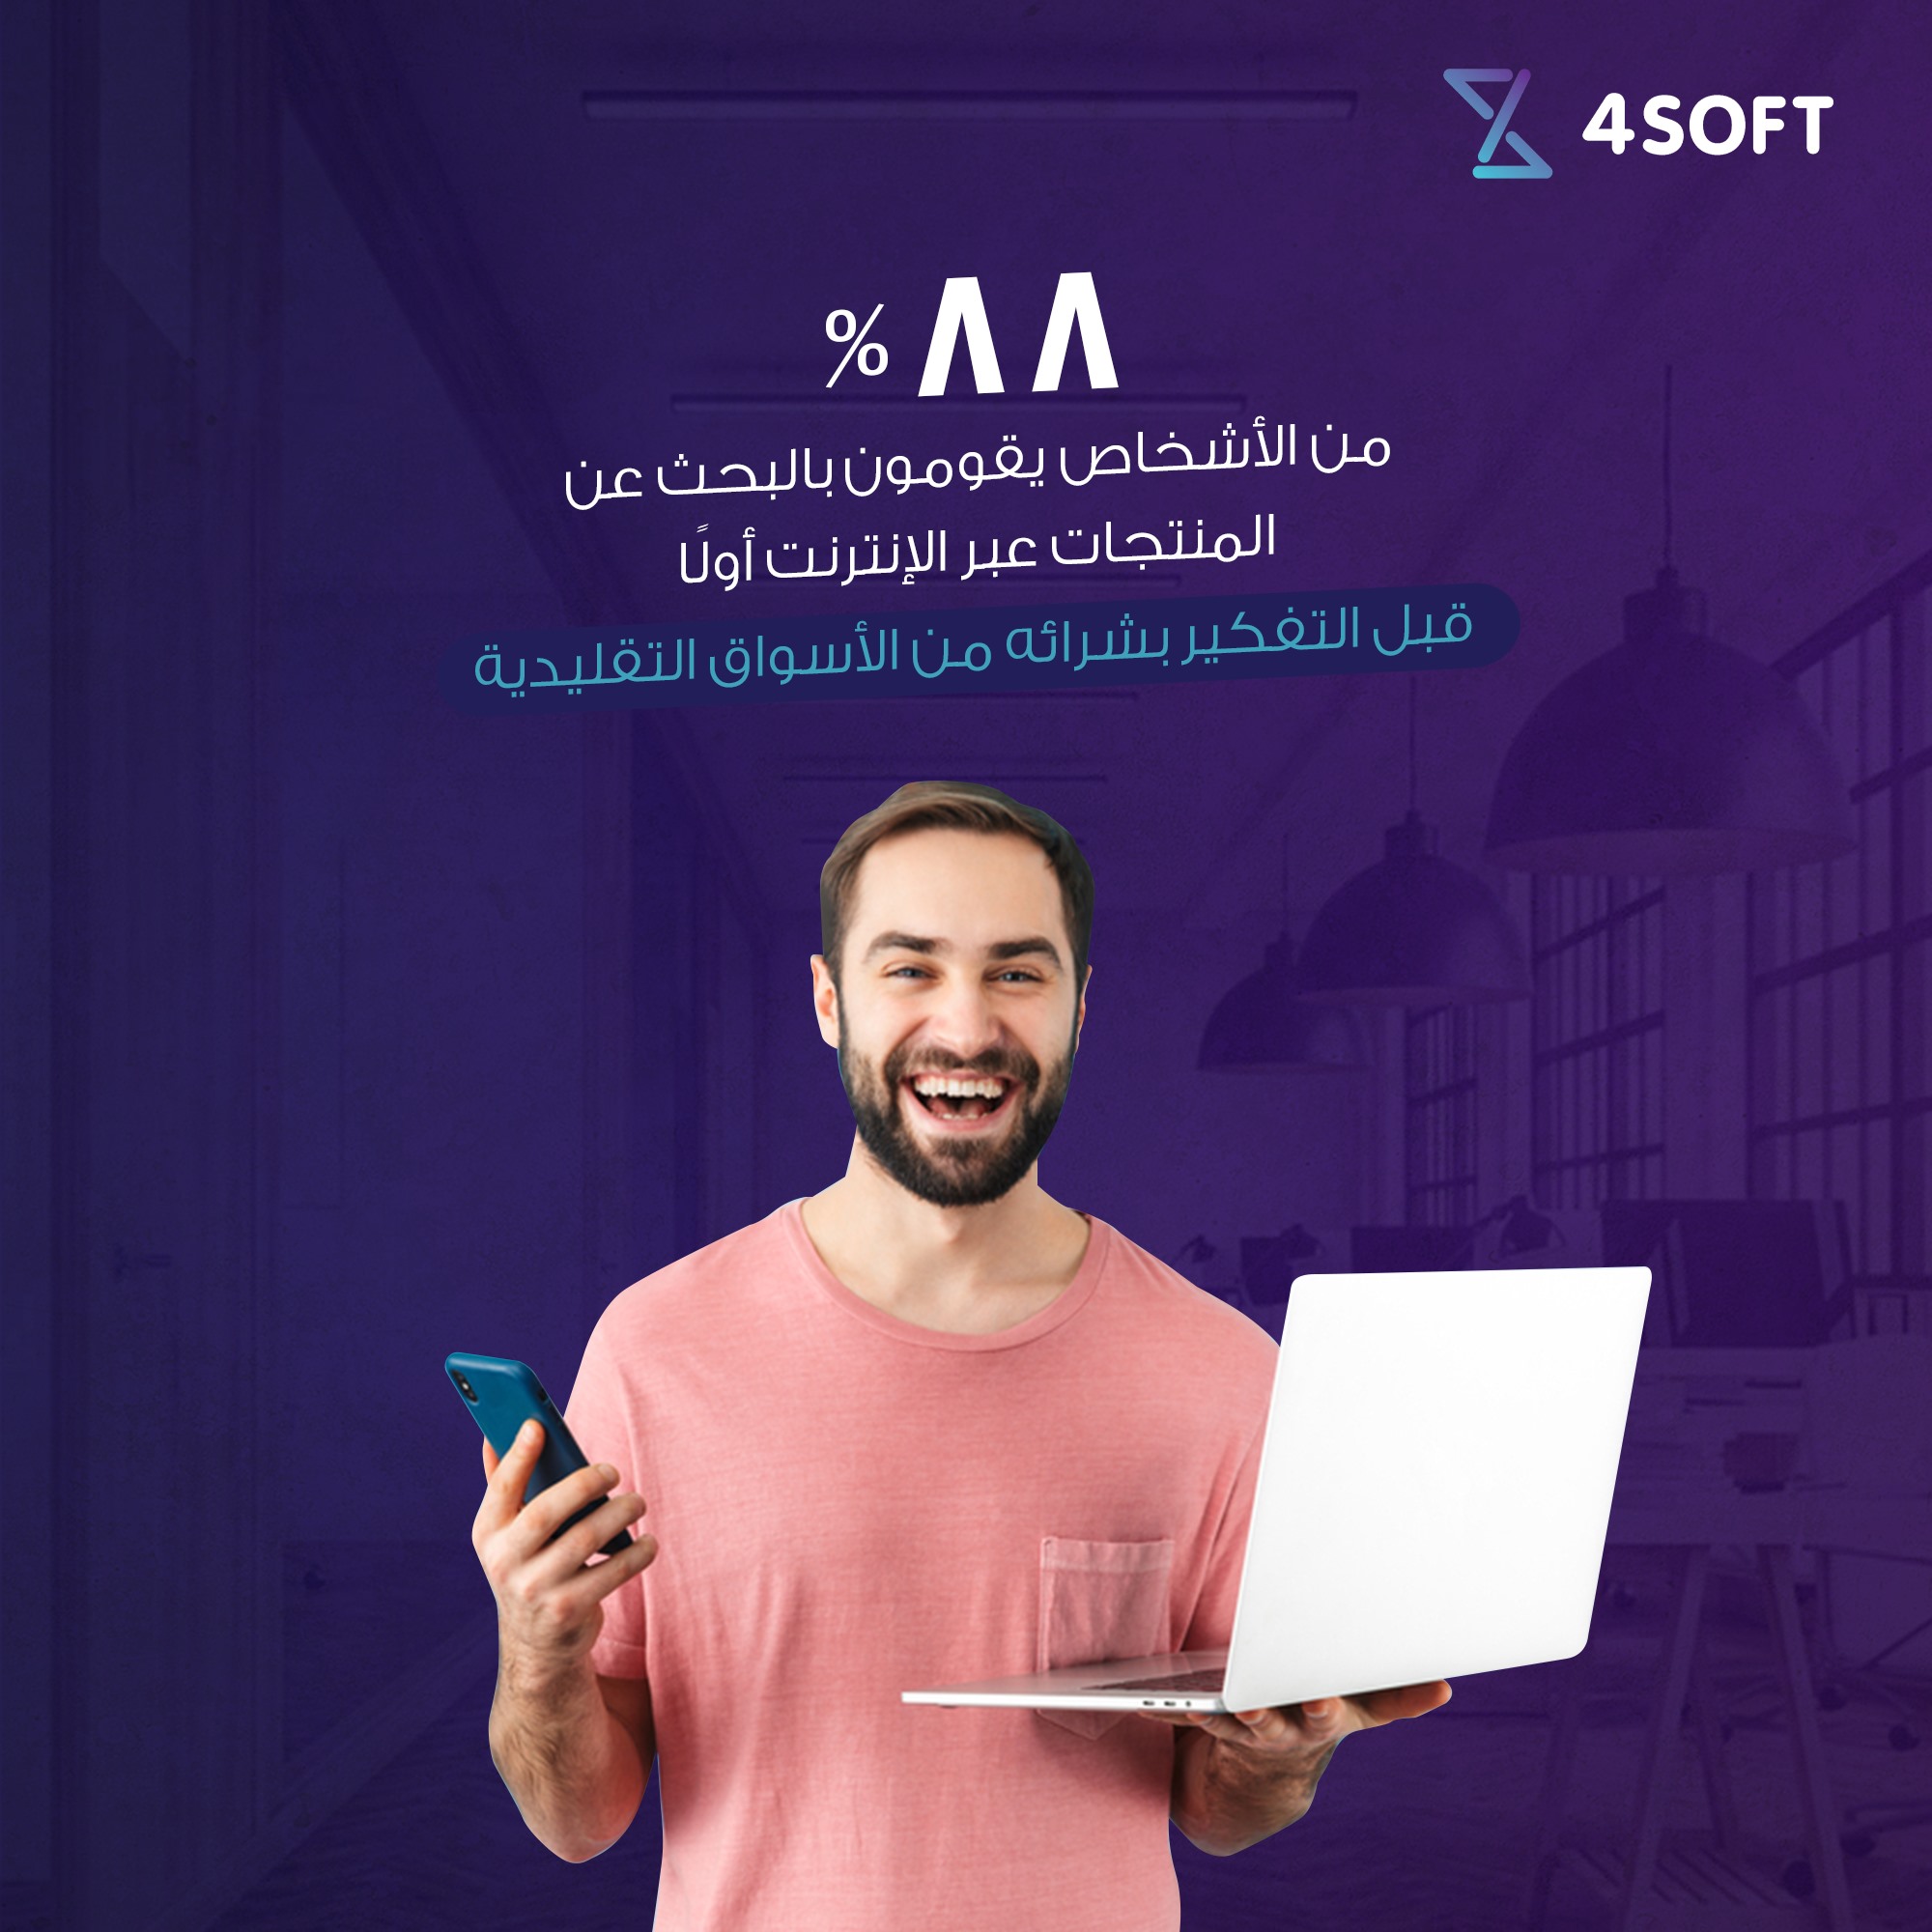 4SOFT
٨٨ %
من الأشخاص يقومون بالبحث عن
المنتجات عبر الإنترنت أولًا
قبل التفكير بشرائه من الأسواق التقليدية